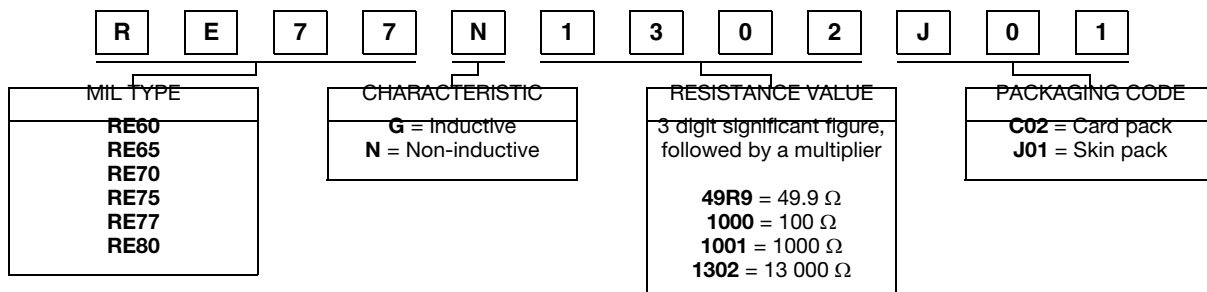 R E 7 7 N 1 3 0 2 J 0 1
MIL TYPE
RE60
RE65
RE70
RE75
RE77
RE80
CHARACTERISTIC
G = Inductive
N = Non-inductive
RESISTANCE VALUE
3 digit significant figure,
followed by a multiplier
49R9 = 49.9 Ω
1000 = 100 Ω
1001 = 1000 Ω
1302 = 13 000 Ω
PACKAGING CODE
C02 = Card pack
J01 = Skin pack